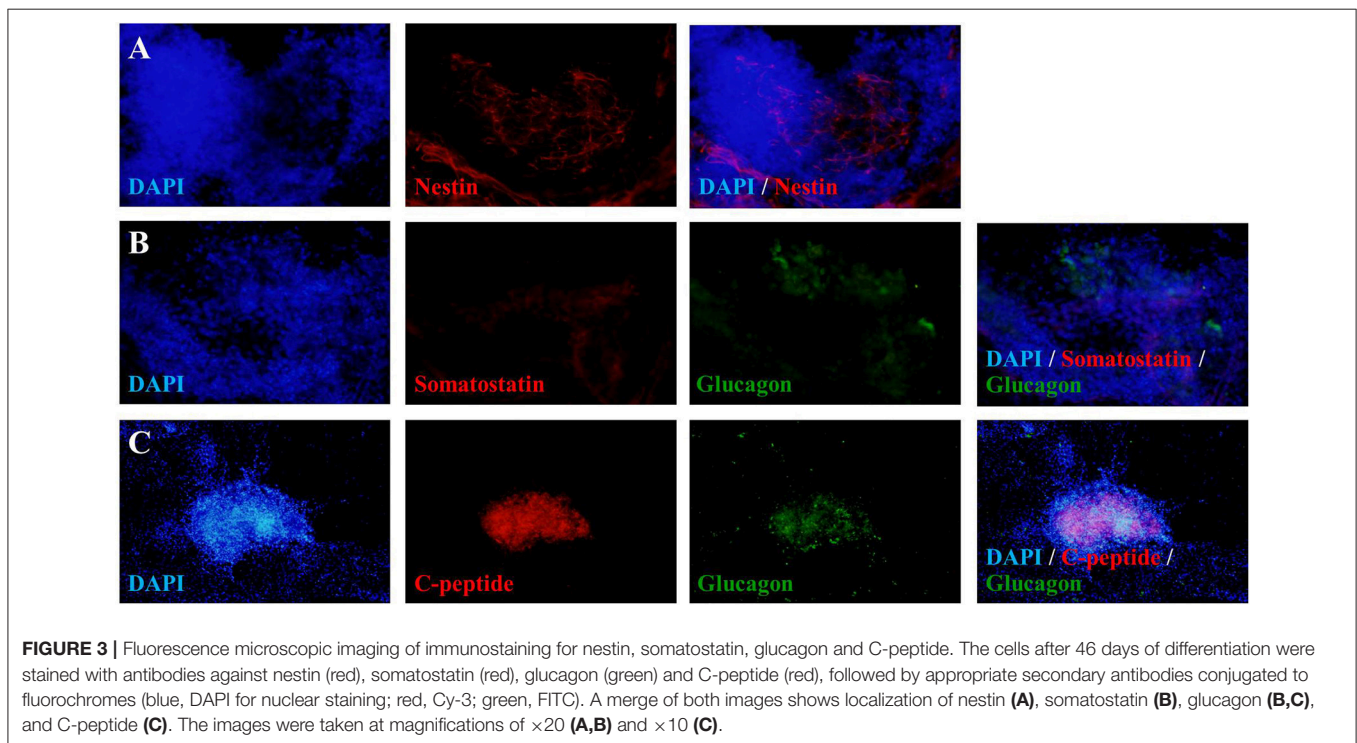 A
DAPI
Nestin
DAPI / Nestin
B
DAPI
Somatostatin
Glucagon
DAPI / Somatostatin /
Glucagon
C
DAPI
C-peptide
Glucagon
DAPI / C-peptide /
Glucagon
FIGURE 3 | Fluorescence microscopic imaging of immunostaining for nestin, somatostatin, glucagon and C-peptide. The cells after 46 days of differentiation were
stained with antibodies against nestin (red), somatostatin (red), glucagon (green) and C-peptide (red), followed by appropriate secondary antibodies conjugated to
fluorochromes (blue, DAPI for nuclear staining; red, Cy-3; green, FITC). A merge of both images shows localization of nestin (A), somatostatin (B), glucagon (B,C),
and C-peptide (C). The images were taken at magnifications of ×20 (A,B) and ×10 (C).